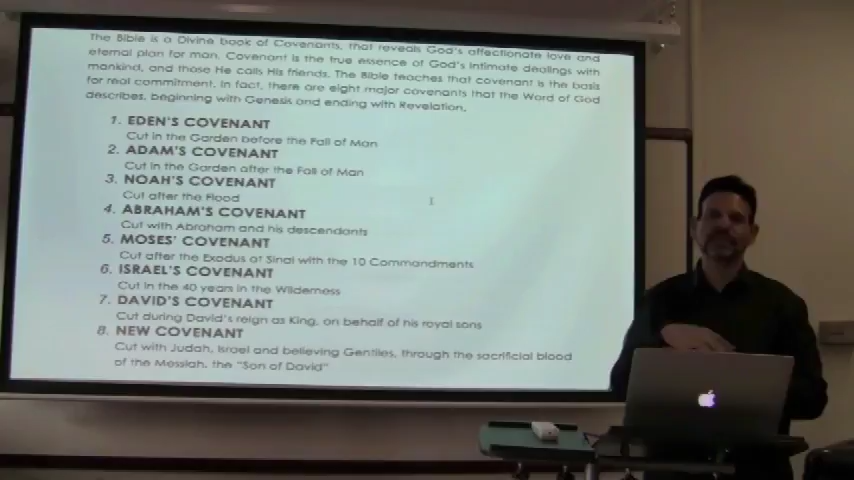 The Bible is a Divine book of Covenants, that reveals God's affectionate love and
eternal plan for man. Covenant is the true essence of God's intimate dealings with
mankind, and those He calls His friends. The Bible teaches that covenant is the basis
for real commitment. In fact, there are eight major covenants that the Word of God
describes, beginning with Genesis and ending with Revelation.
1. EDEN'S COVENANT
Cut in the Garden before the Fall of Man
2. ADAM'S COVENANT
Cut in the Garden after the Fall of Man
3. NOAH'S COVENANT
Cut after the Flood
4. ABRAHAM'S COVENANT
Cut with Abraham and his descendants
5. MOSES' COVENANT
Cut after the Exodus at Sinai with the 10 Commandments
6. ISRAEL'S COVENANT
Cut in the 40 years in the Wilderness
7. DAVID'S COVENANT
Cut during David's reign as King, on behalf of his royal sons
8. NEW COVENANT
Cut with Judah, Israel and believing Gentiles, through the sacrificial blood
of the Messiah, the "Son of David"